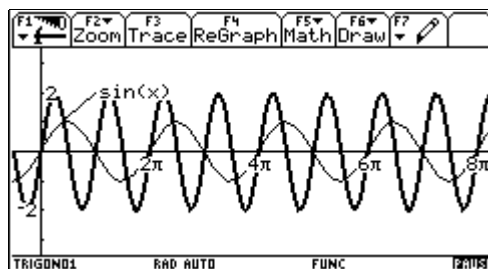 F1 F2 Zoom F3 Trace F4 ReGraph F5 Math F6 Draw F7
2 sin(x)
2π 4π 6π 8π
-2
TRIGONO1 RAD AUTO FUNC PAUS